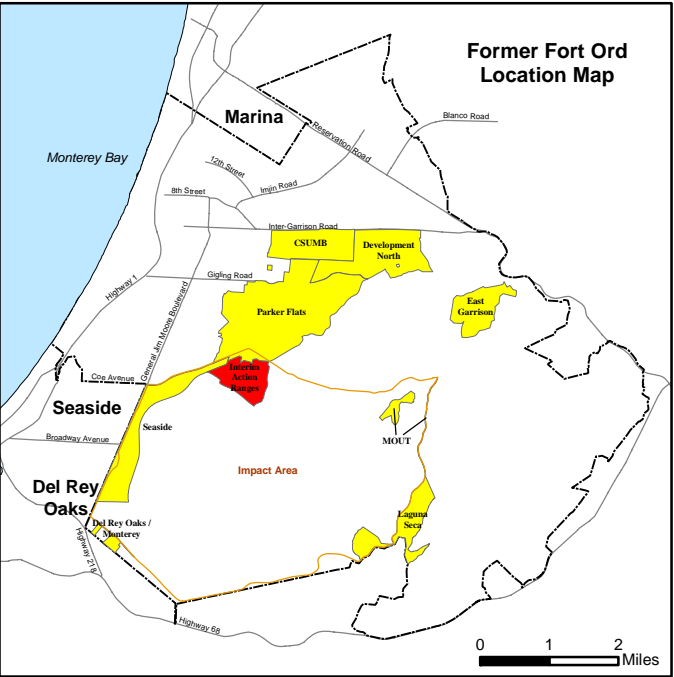 Former Fort Ord
Location Map
Marina
Blanco Road
Reservation Road
Monterey Bay
12th Street
Imjin Road
8th Street
Inter-Garrison Road
CSUMB
Development
North
Gigling Road
Highway 1
East
Garrison
Parker Flats
General Jim Moore Boulevard
Interim
Action
Ranges
Coe Avenue
Seaside
Seaside
MOUT
Broadway Avenue
Impact Area
Del Rey
Oaks
Laguna
Seca
Del Rey Oaks /
Monterey
Highway 218
Highway 68
0 1 2
Miles